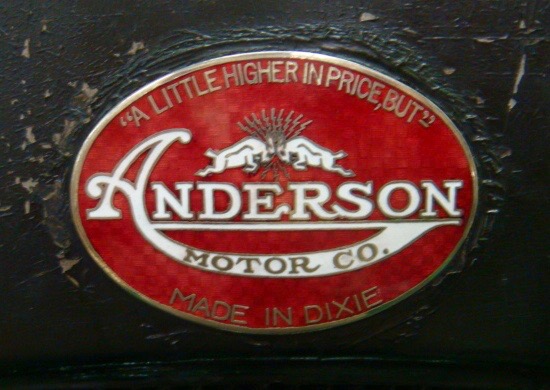 "A LITTLE HIGHER IN PRICE, BUT"
ANDERSON
MOTOR CO.
MADE IN DIXIE